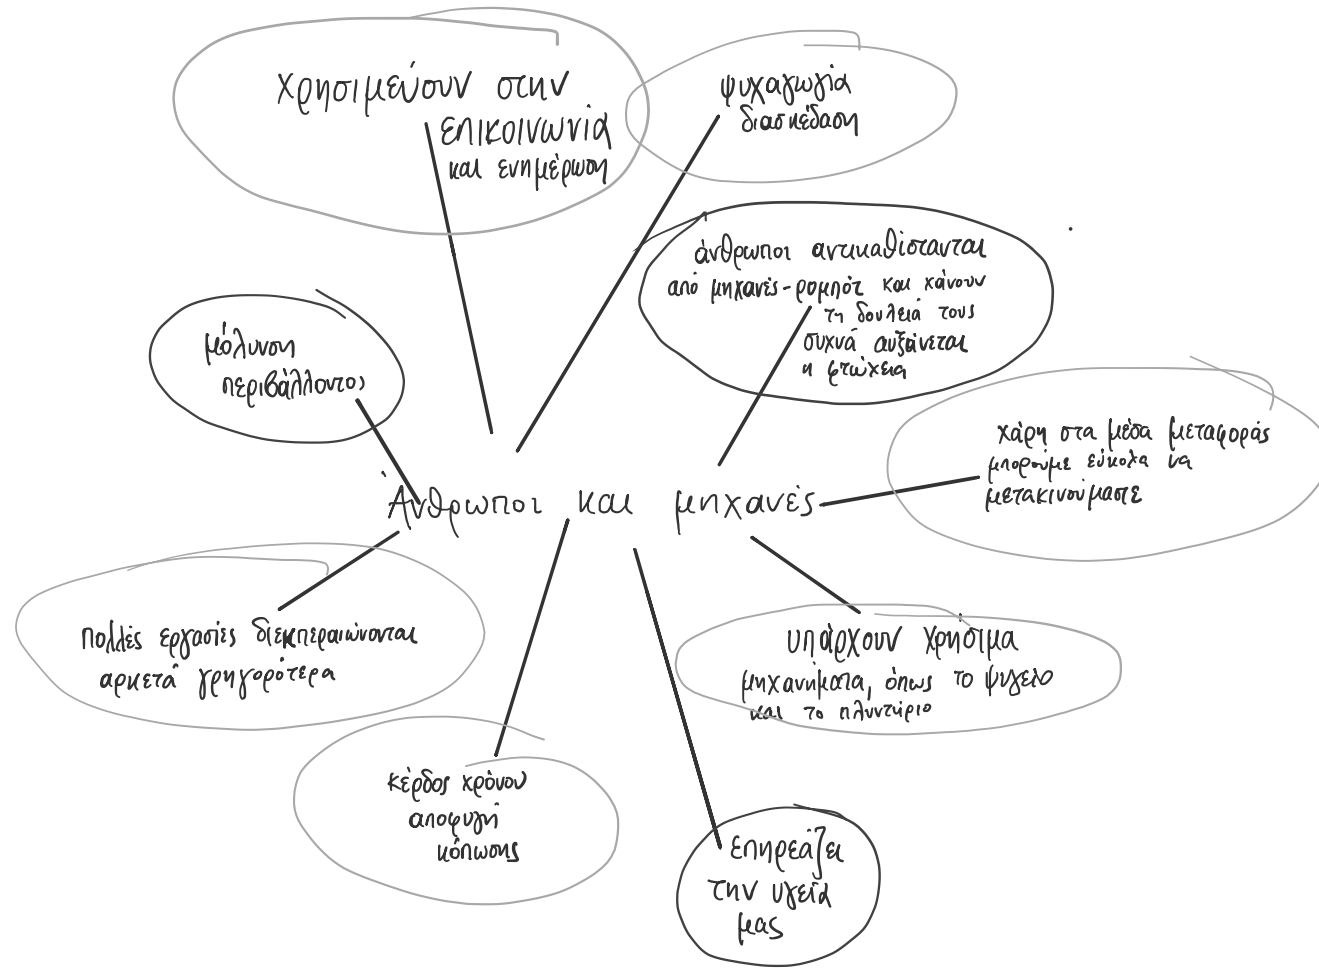 χρησιμεύουν στην
επικοινωνία
και ενημέρωση
ψυχαγωγία
διασκέδαση
άνθρωποι αντικαθίστανται
από μηχανές-ρομπότ και χάνουν
τη δουλειά τους
συχνά αυξάνεται
η φτώχεια
μόλυνση
περιβάλλοντος
χάρη στα μέσα μεταφοράς
μπορούμε εύκολα να
μετακινούμαστε
Άνθρωποι και μηχανές
πολλές εργασίες διεκπεραιώνονται
αρκετά γρηγορότερα
υπάρχουν χρήσιμα
μηχανήματα, όπως το ψυγείο
και το πλυντήριο
κέρδος χρόνου
αποφυγή
κόπωσης
επηρεάζει
την υγεία
μας